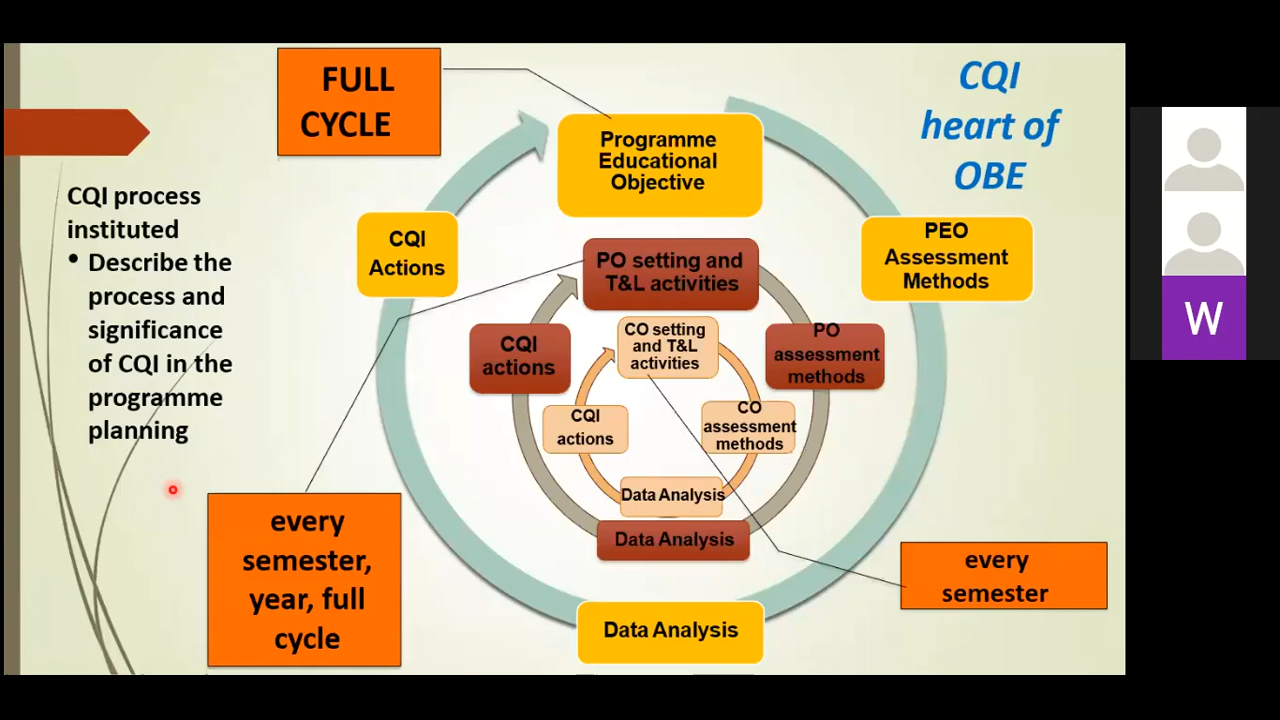 FULL
CYCLE
CQI
heart of
OBE
CQI process
instituted
• Describe the
process and
significance
of CQI in the
programme
planning
Programme
Educational
Objective
PEO
Assessment
Methods
Data Analysis
CQI
Actions
PO setting and
T&L activities
PO
assessment
methods
Data Analysis
CQI
actions
CO setting
and T&L
activities
CO
assessment
methods
Data Analysis
CQI
actions
every
semester,
year, full
cycle
every
semester
W